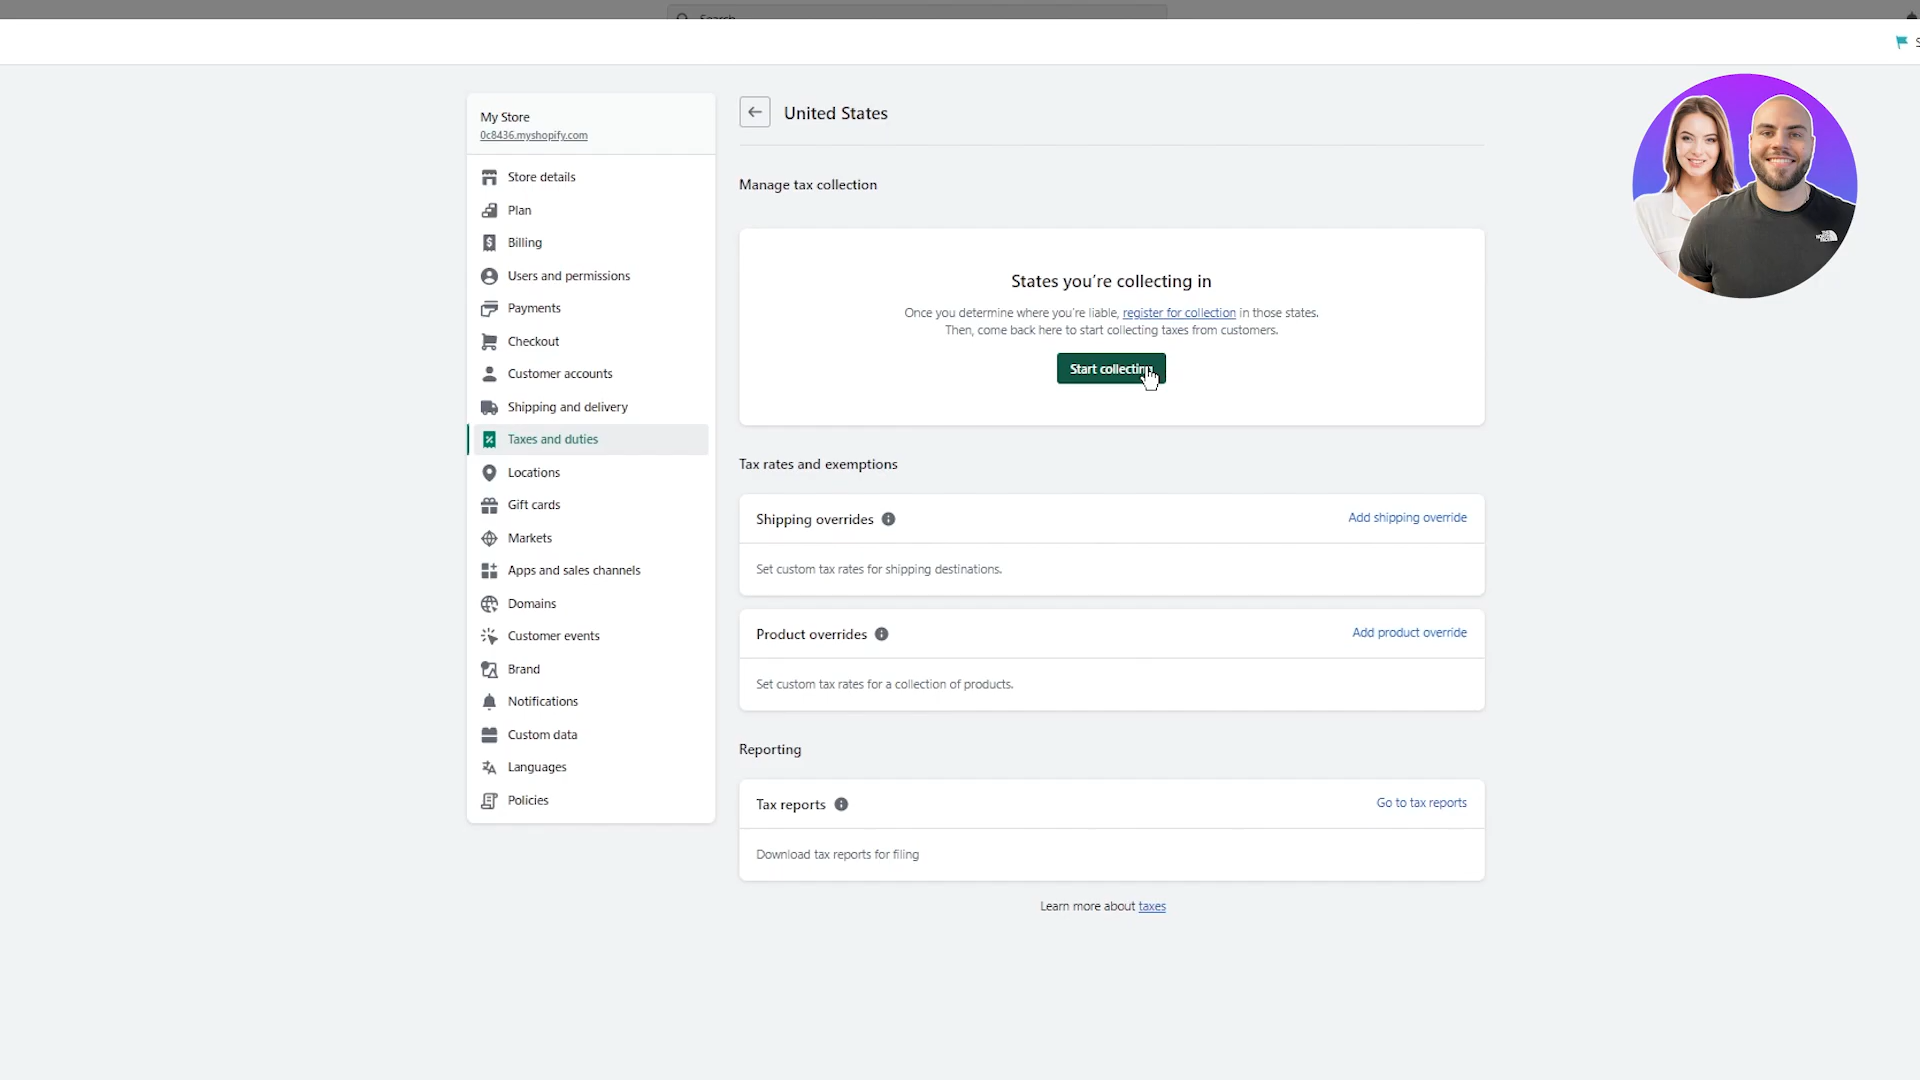 Search
S
My Store
0c8436.myshopify.com
Store details
Plan
Billing
Users and permissions
Payments
Checkout
Customer accounts
Shipping and delivery
Taxes and duties
Locations
Gift cards
Markets
Apps and sales channels
Domains
Customer events
Brand
Notifications
Custom data
Languages
Policies
United States
Manage tax collection
States you're collecting in
Once you determine where you're liable, register for collection in those states.
Then, come back here to start collecting taxes from customers.
Start collecting
Tax rates and exemptions
Shipping overrides
Add shipping override
Set custom tax rates for shipping destinations.
Product overrides
Add product override
Set custom tax rates for a collection of products.
Reporting
Tax reports
Go to tax reports
Download tax reports for filing
Learn more about taxes